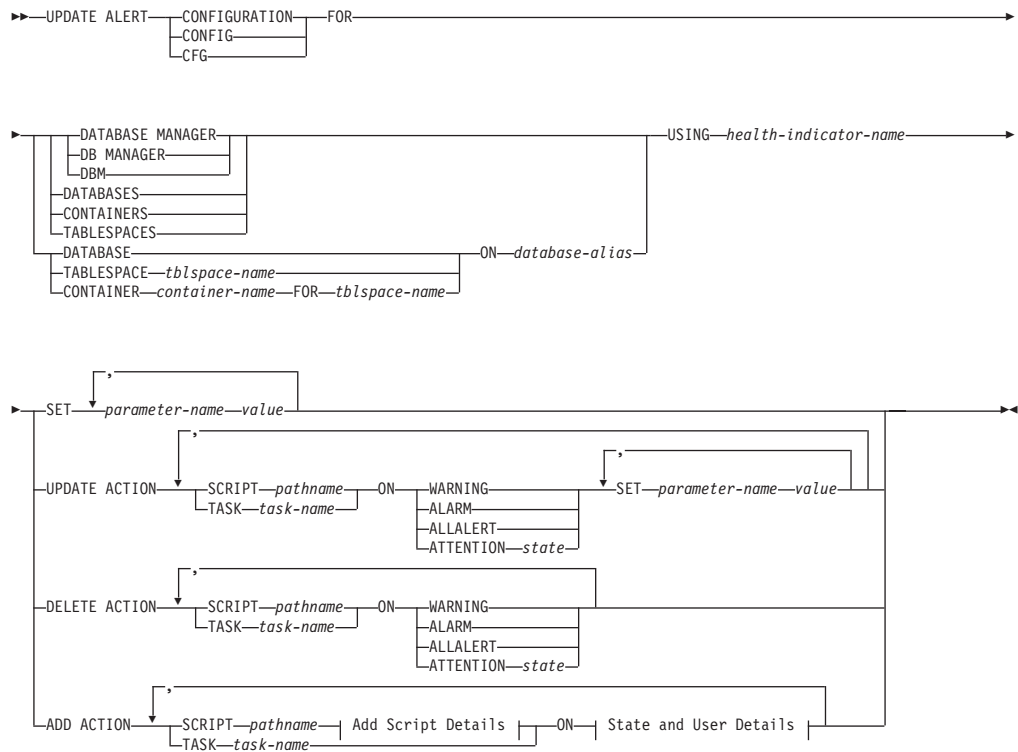 UPDATE ALERT CONFIGURATION FOR
CONFIG
CFG
DATABASE MANAGER USING health-indicator-name
DB MANAGER
DBM
DATABASES
CONTAINERS
TABLESPACES
DATABASE ON database-alias
TABLESPACE tblspace-name
CONTAINER container-name FOR tblspace-name
,
SET parameter-name value
,
,
UPDATE ACTION SCRIPT pathname ON WARNING SET parameter-name value
TASK task-name ALARM
ALLALERT
ATTENTION state
,
DELETE ACTION SCRIPT pathname ON WARNING
TASK task-name ALARM
ALLALERT
ATTENTION state
,
ADD ACTION SCRIPT pathname Add Script Details ON State and User Details
TASK task-name